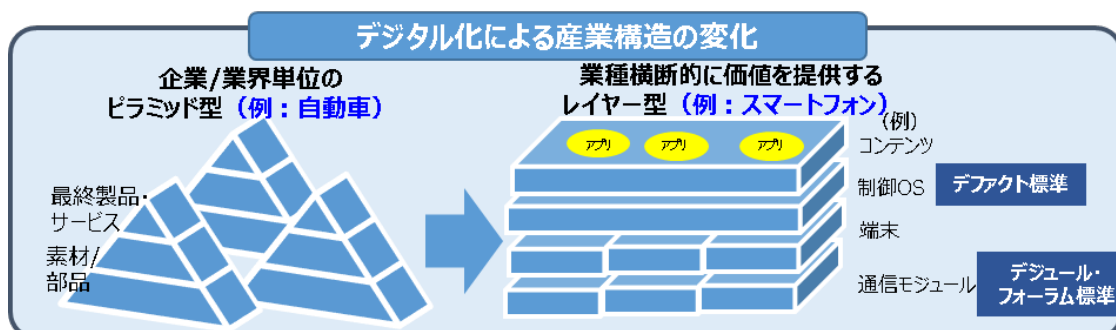 デジタル化による産業構造の変化
企業/業界単位の
ピラミッド型（例：自動車）
最終製品・
サービス
素材/
部品
業種横断的に価値を提供する
レイヤー型（例：スマートフォン）
アプリ
アプリ
アプリ
（例）
コンテンツ
制御OS
デファクト標準
端末
通信モジュール
デジュール・
フォーラム標準